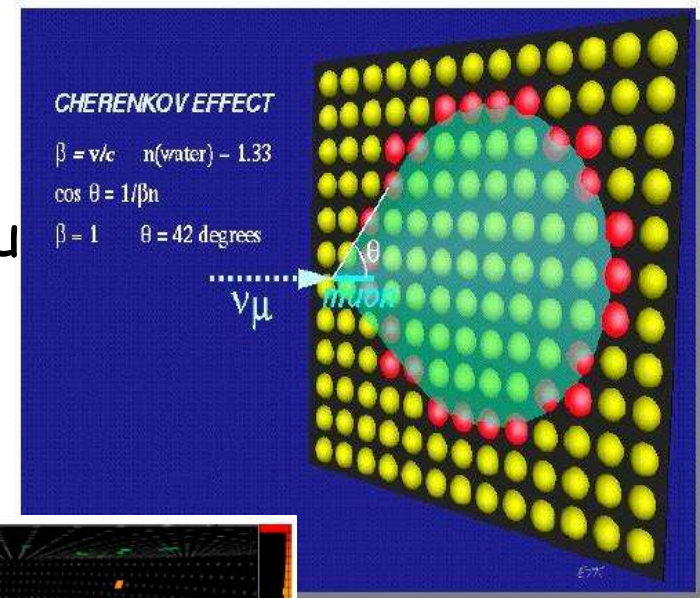 CHERENKOV EFFECT
β = v/c n(water) - 1.33
cos θ = 1/βn
β = 1 θ = 42 degrees
θ
muon
νμ